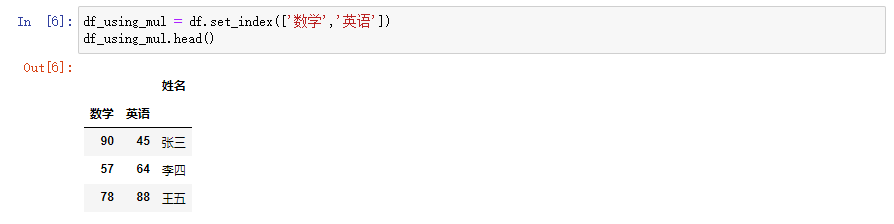 In [6]: df_using_mul = df.set_index(['数学','英语'])
df_using_mul.head()
Out[6]:
姓名
数学 英语
90 45 张三
57 64 李四
78 88 王五